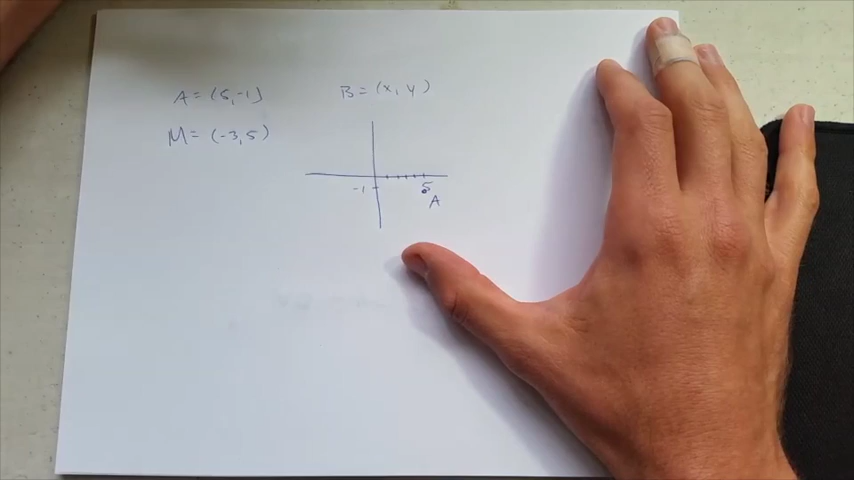 A = (5,-1)
B = (x, y)
M = (-3,5)
-1
5
A